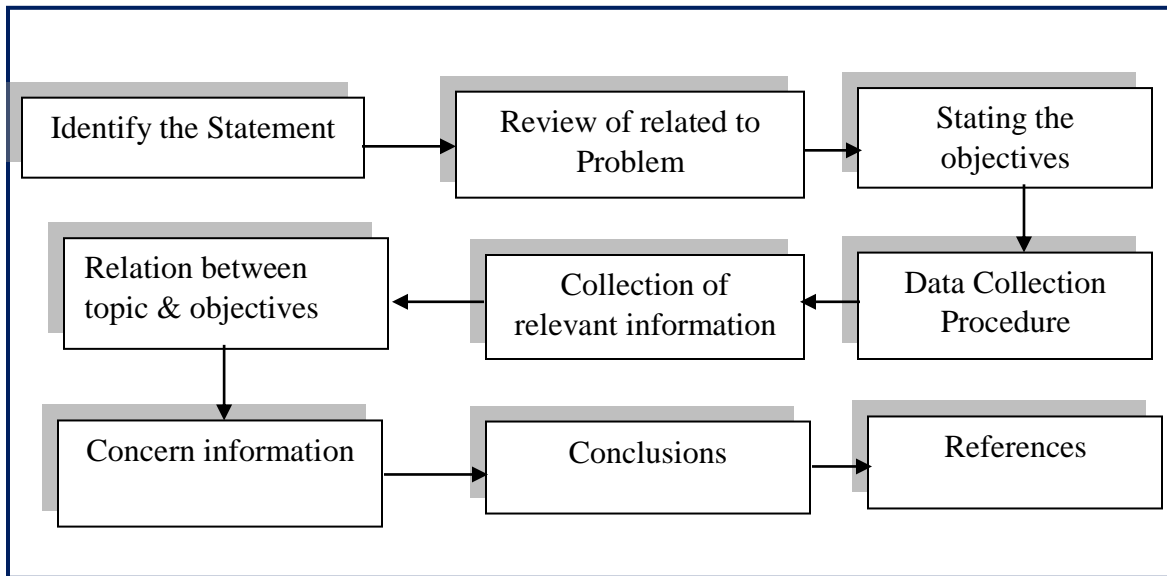 Identify the Statement
Review of related to
Problem
Stating the
objectives
Data Collection
Procedure
Collection of
relevant information
Relation between
topic & objectives
Concern information
Conclusions
References